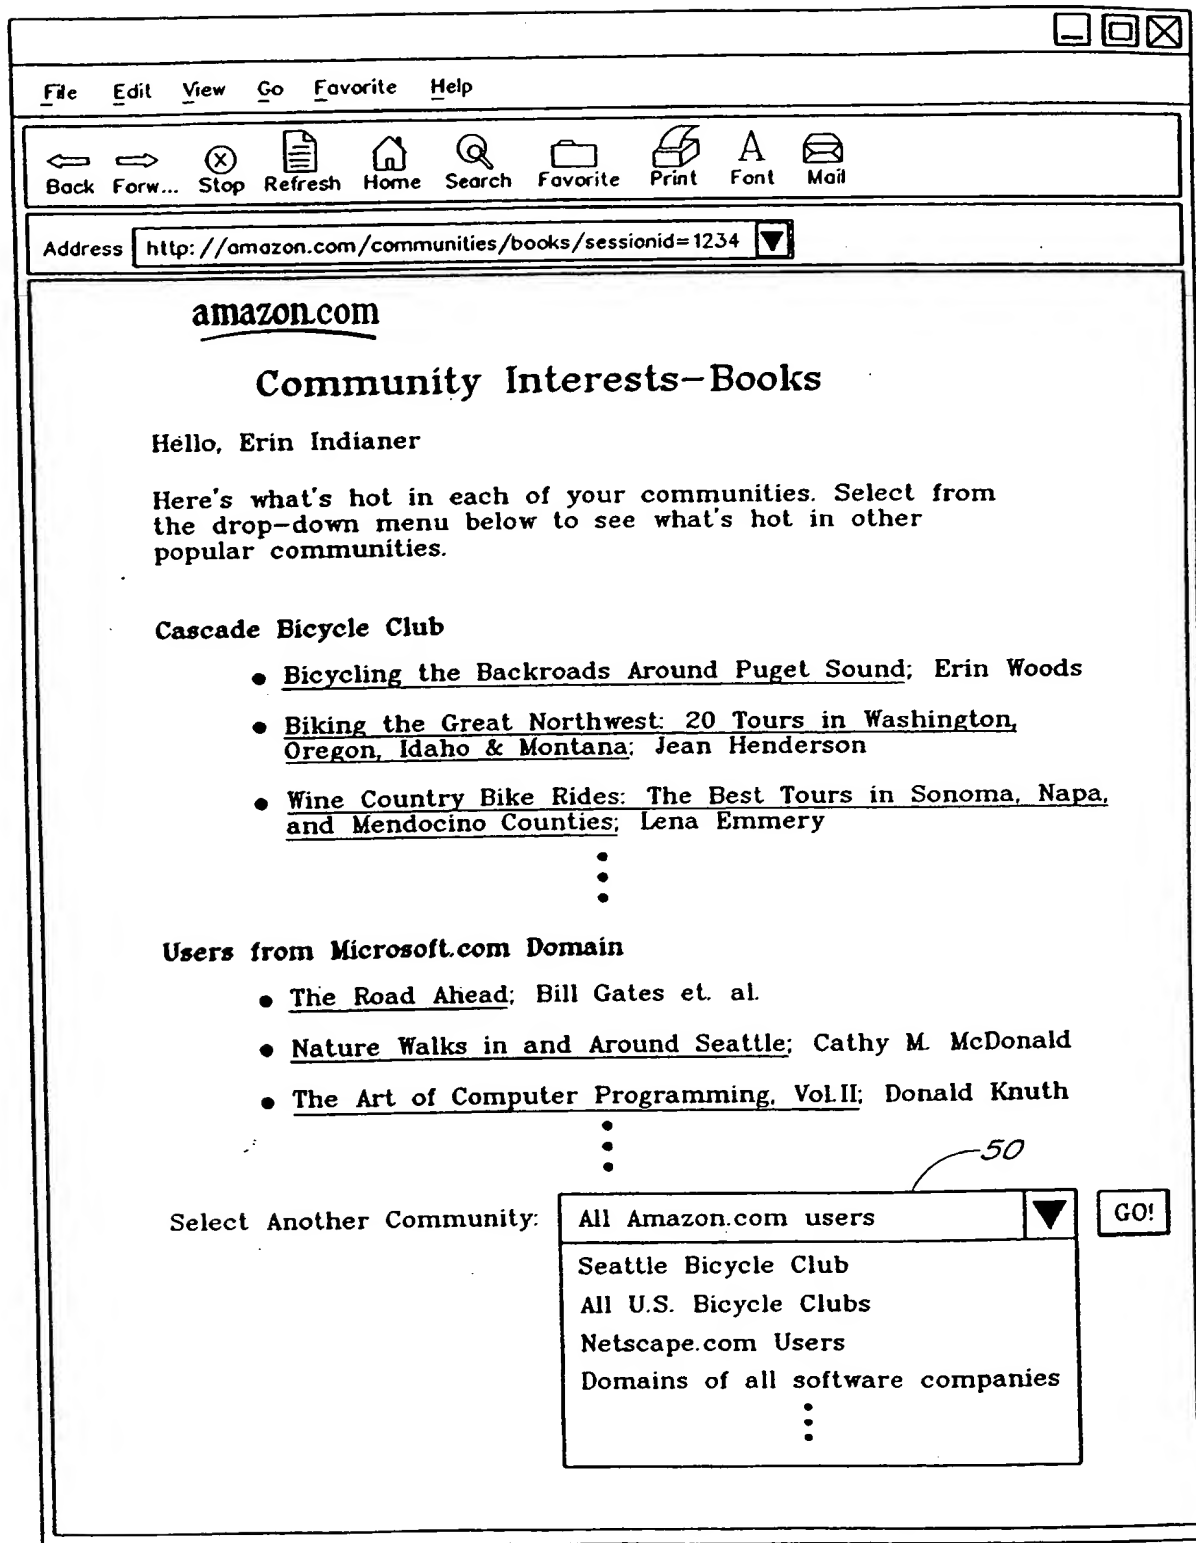 File Edit View Go Favorite Help
Back Forw... Stop Refresh Home Search Favorite Print Font Mail
Address http://amazon.com/communities/books/sessionid=1234
amazon.com
Community Interests-Books
Hello, Erin Indianer
Here's what's hot in each of your communities. Select from
the drop-down menu below to see what's hot in other
popular communities.
Cascade Bicycle Club
• Bicycling the Backroads Around Puget Sound; Erin Woods
• Biking the Great Northwest: 20 Tours in Washington,
Oregon, Idaho & Montana; Jean Henderson
• Wine Country Bike Rides: The Best Tours in Sonoma, Napa,
and Mendocino Counties; Lena Emmery
Users from Microsoft.com Domain
• The Road Ahead; Bill Gates et. al.
• Nature Walks in and Around Seattle; Cathy M. McDonald
• The Art of Computer Programming, Vol.II; Donald Knuth
50
Select Another Community: All Amazon.com users GO!
Seattle Bicycle Club
All U.S. Bicycle Clubs
Netscape.com Users
Domains of all software companies